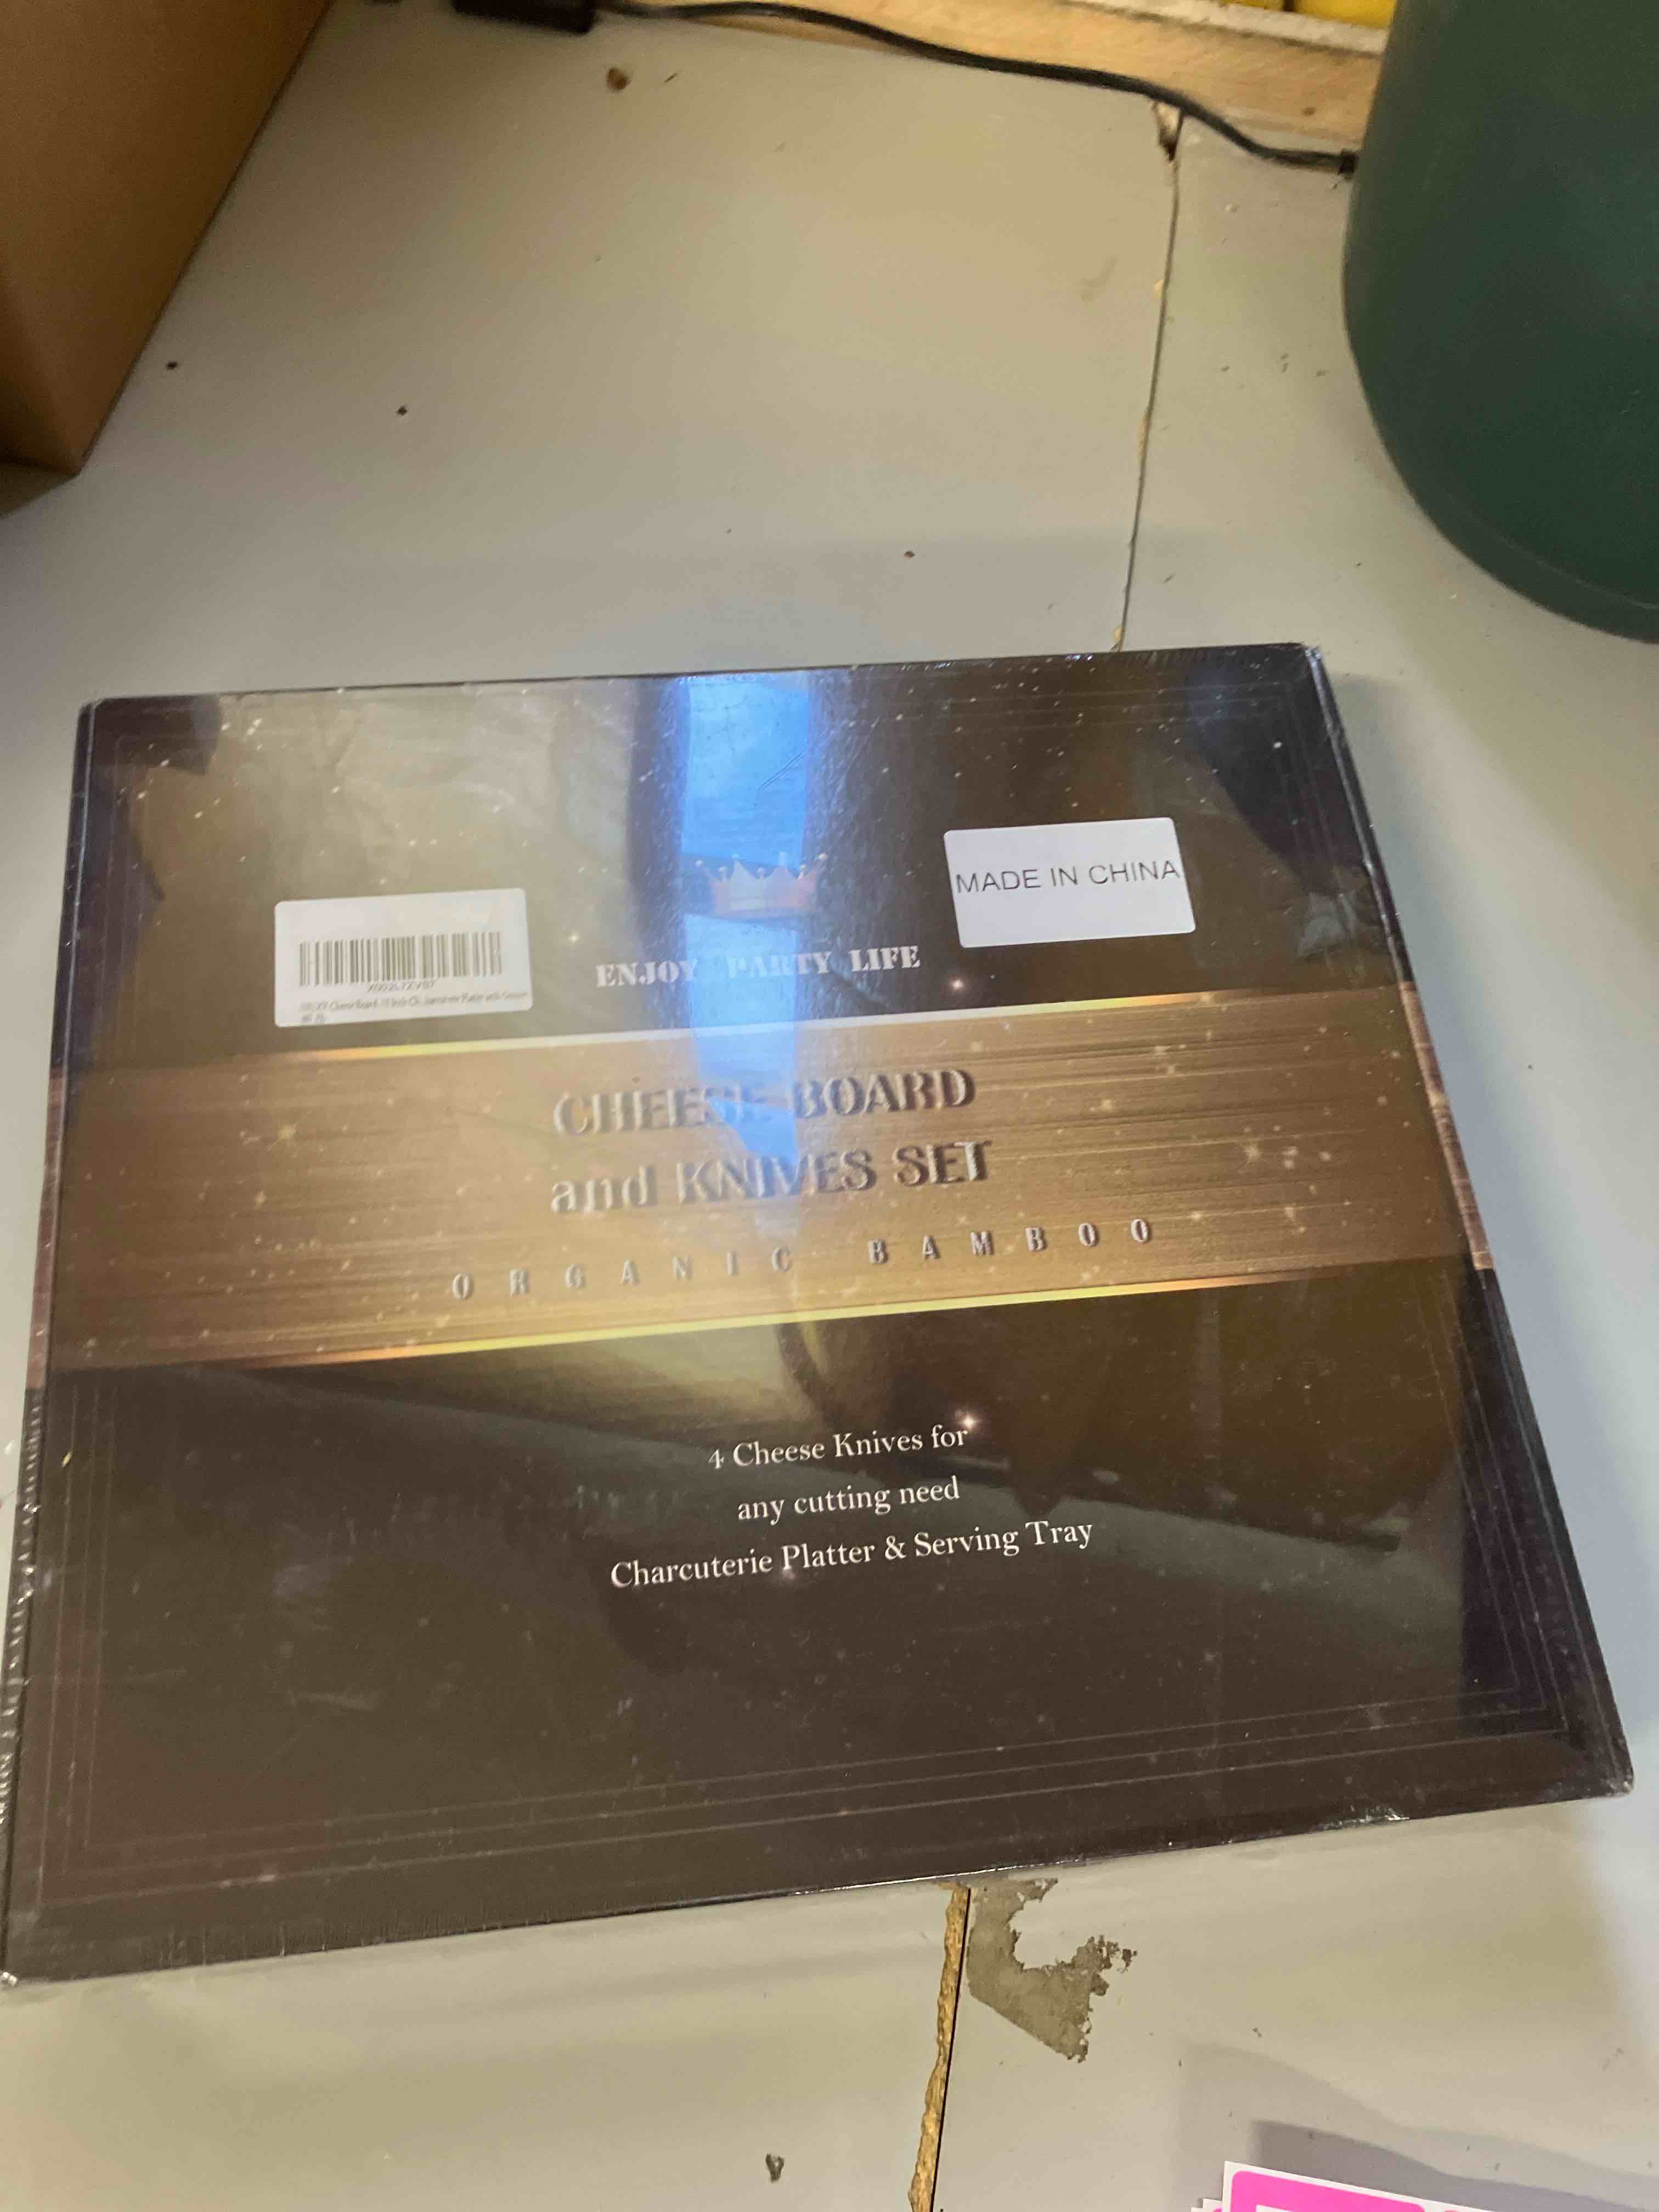 MADE IN CHINA
ENJOY PARTY LIFE
CHEESE BOARD
and KNIVES SET
ORGANIC BAMBOO
4 Cheese Knives for
any cutting need
Charcuterie Platter & Serving Tray